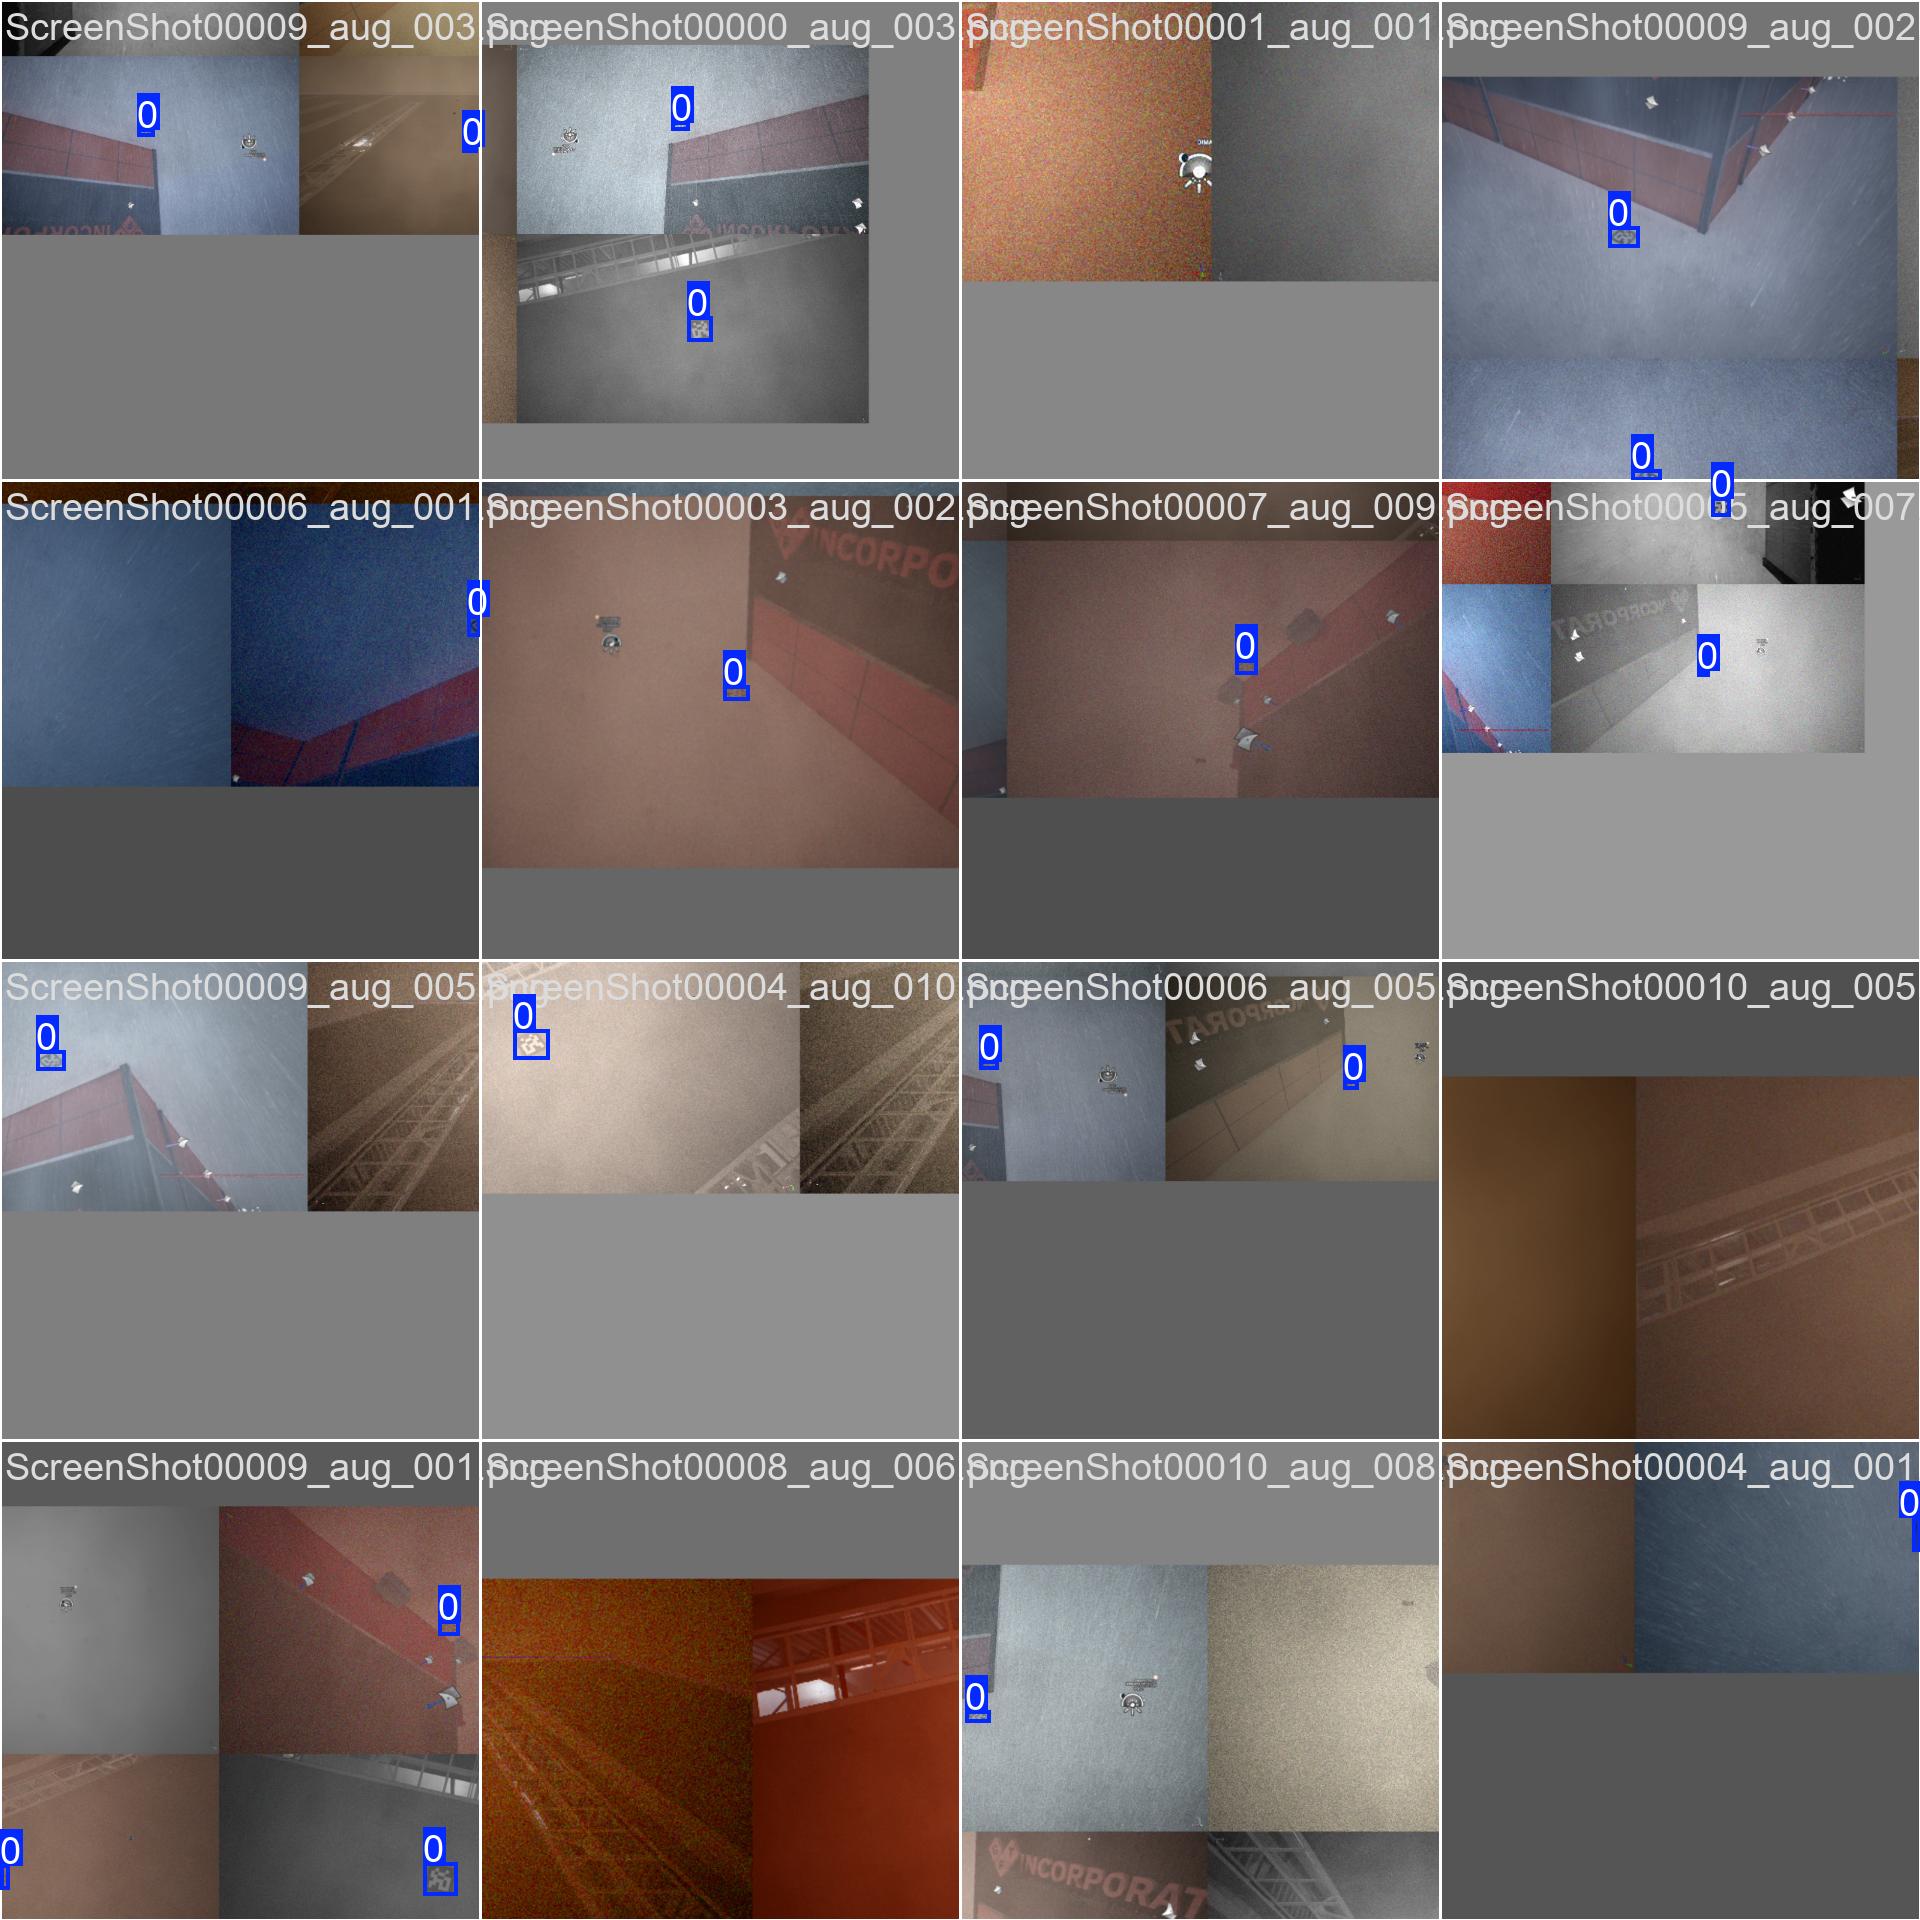 ScreenShot00009_aug_003.png
ScreenShot00000_aug_003.png
ScreenShot00001_aug_001.png
ScreenShot00009_aug_002
0
0
0
0
0
0
0
ScreenShot00006_aug_001.png
ScreenShot00003_aug_002.png
ScreenShot00007_aug_009.png
ScreenShot00005_aug_007
INCORPO
0
0
0
0
0
ScreenShot00009_aug_005.png
ScreenShot00004_aug_010.png
ScreenShot00006_aug_005.png
ScreenShot00010_aug_005
0
0
0
0
ScreenShot00009_aug_001.png
ScreenShot00008_aug_006.png
ScreenShot00010_aug_008.png
ScreenShot00004_aug_001
0
0
0
0
0
INCORPORAT